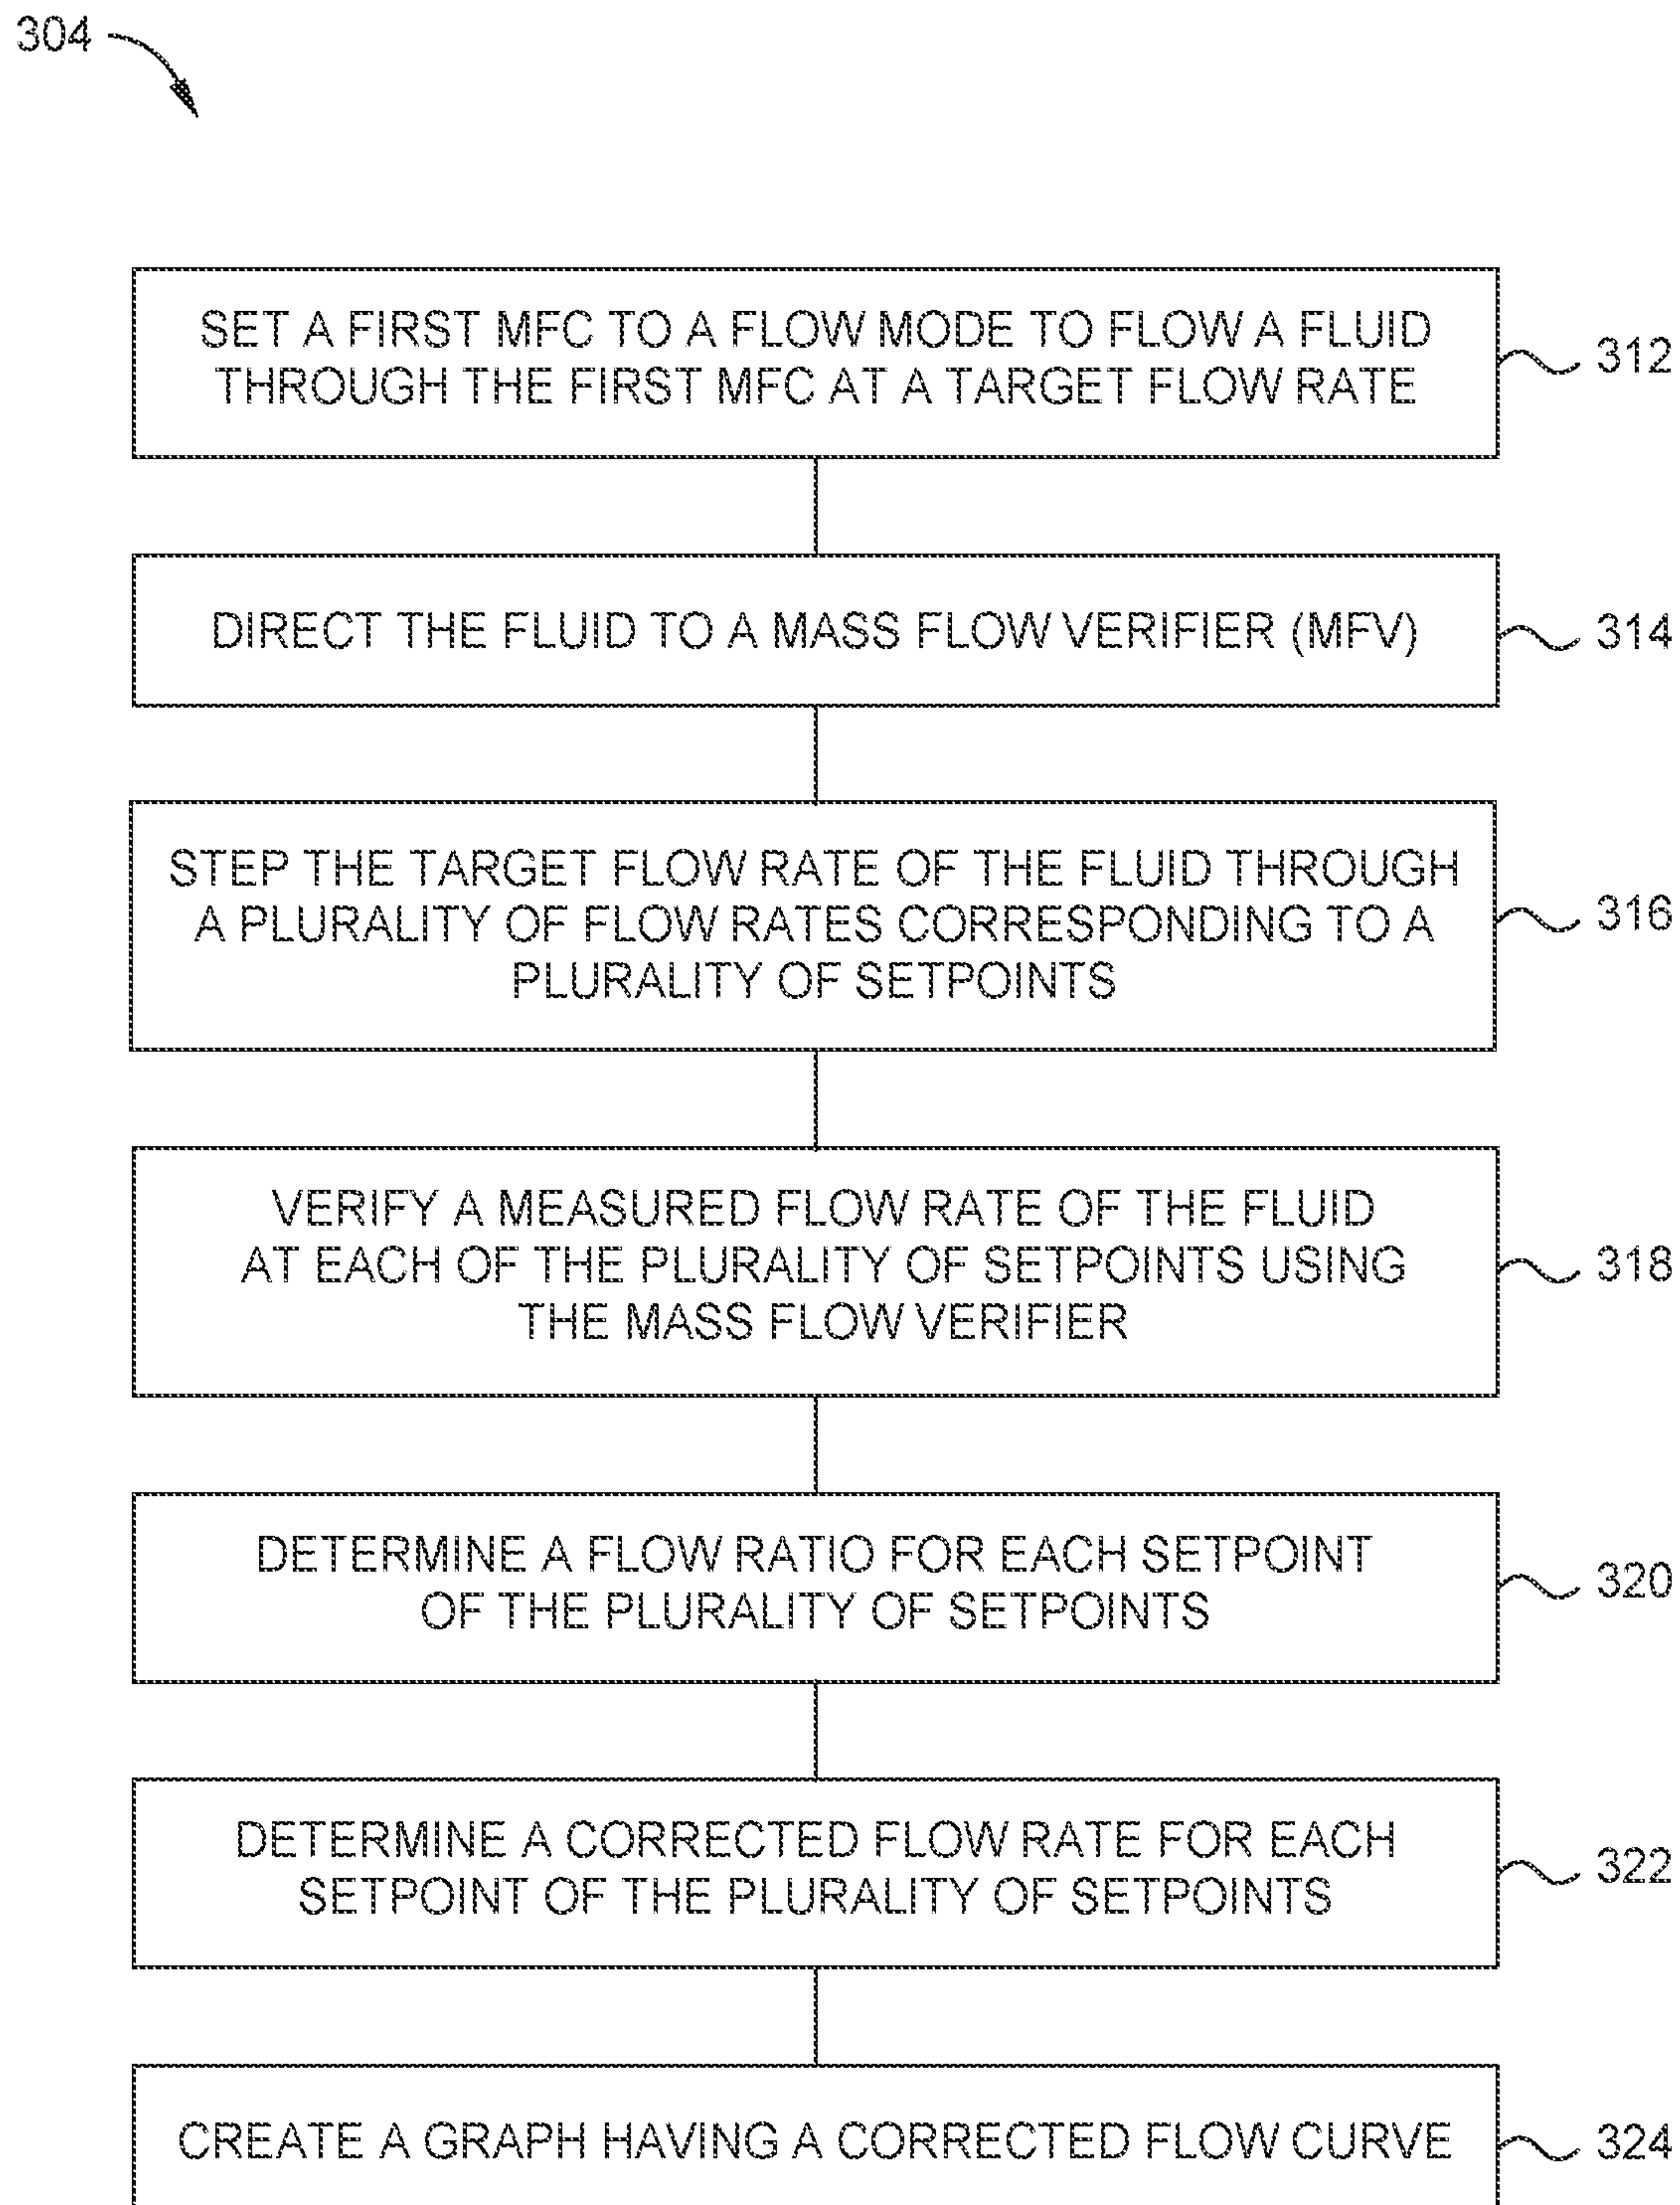 304
SET A FIRST MFC TO A FLOW MODE TO FLOW A FLUID
THROUGH THE FIRST MFC AT A TARGET FLOW RATE
312
DIRECT THE FLUID TO A MASS FLOW VERIFIER (MFV)
314
STEP THE TARGET FLOW RATE OF THE FLUID THROUGH
A PLURALITY OF FLOW RATES CORRESPONDING TO A
PLURALITY OF SETPOINTS
316
VERIFY A MEASURED FLOW RATE OF THE FLUID
AT EACH OF THE PLURALITY OF SETPOINTS USING
THE MASS FLOW VERIFIER
318
DETERMINE A FLOW RATIO FOR EACH SETPOINT
OF THE PLURALITY OF SETPOINTS
320
DETERMINE A CORRECTED FLOW RATE FOR EACH
SETPOINT OF THE PLURALITY OF SETPOINTS
322
CREATE A GRAPH HAVING A CORRECTED FLOW CURVE
324